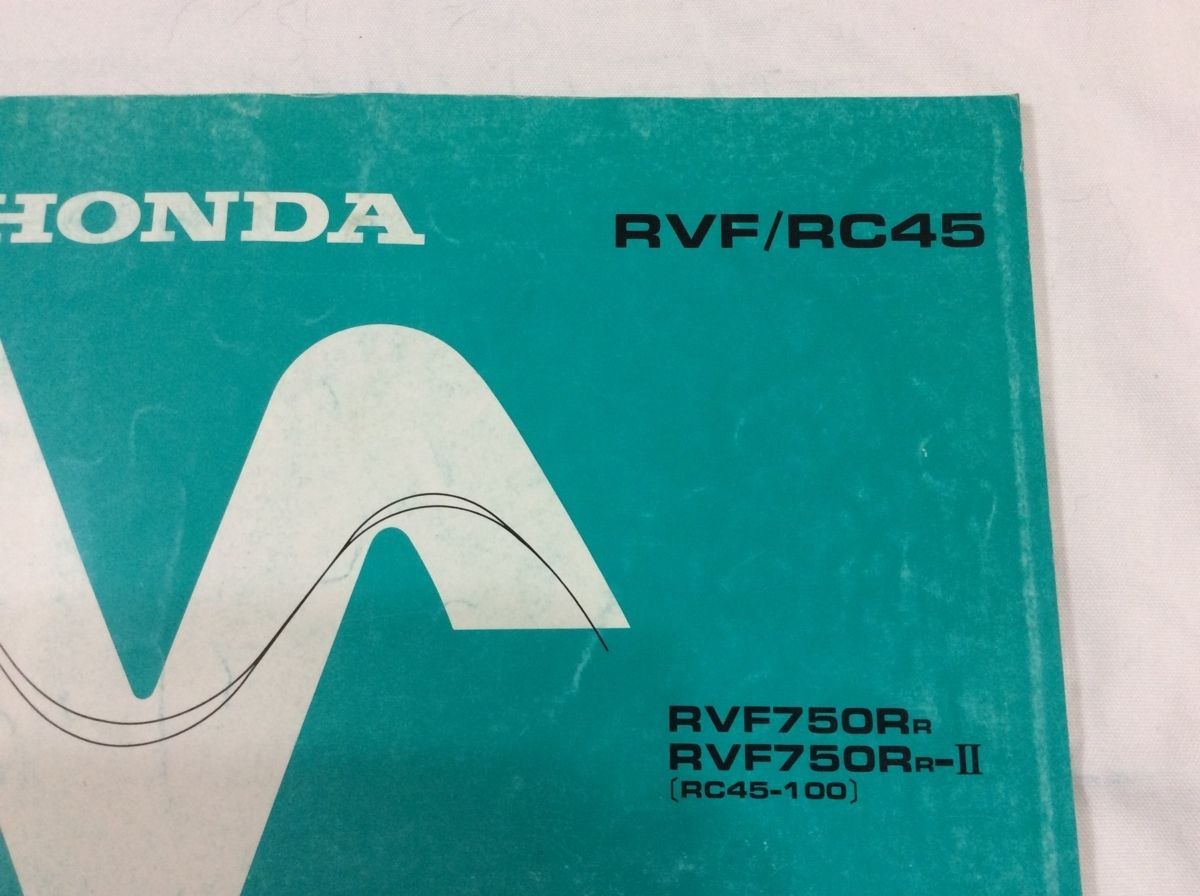 HONDA
RVF/RC45
RVF750RR
RVF750RR-II
[RC45-100]